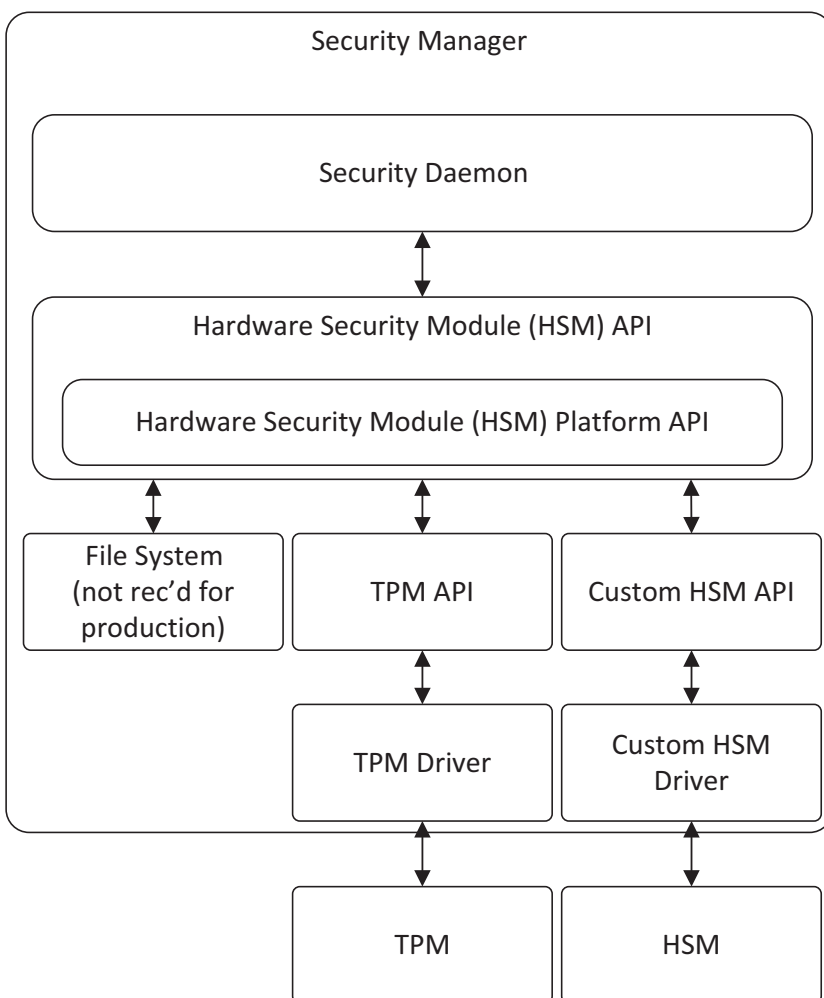 Security Manager
Security Daemon
Hardware Security Module (HSM) API
Hardware Security Module (HSM) Platform API
File System
(not rec’d for
production)
TPM API
Custom HSM API
TPM Driver
Custom HSM
Driver
TPM
HSM